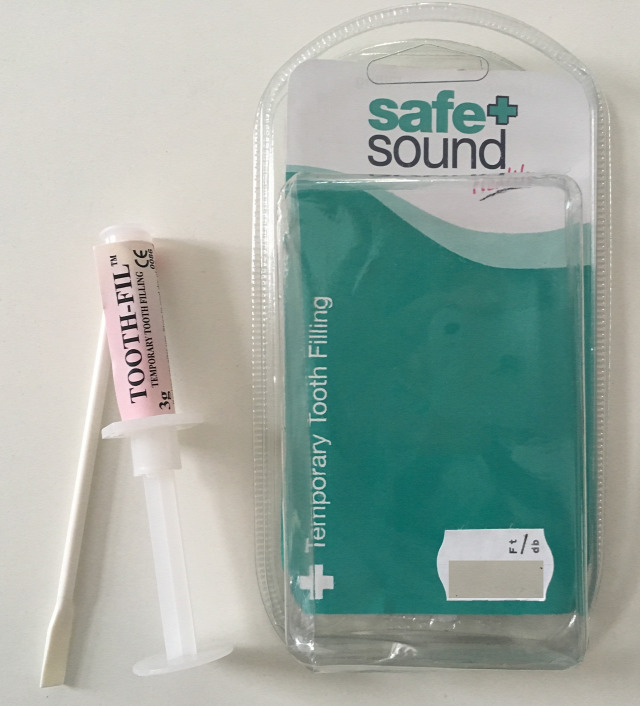 TOOTH-FIL™
TEMPORARY TOOTH FILLING CE
3g
safe+
sound
Temporary Tooth Filling
Ft/
db